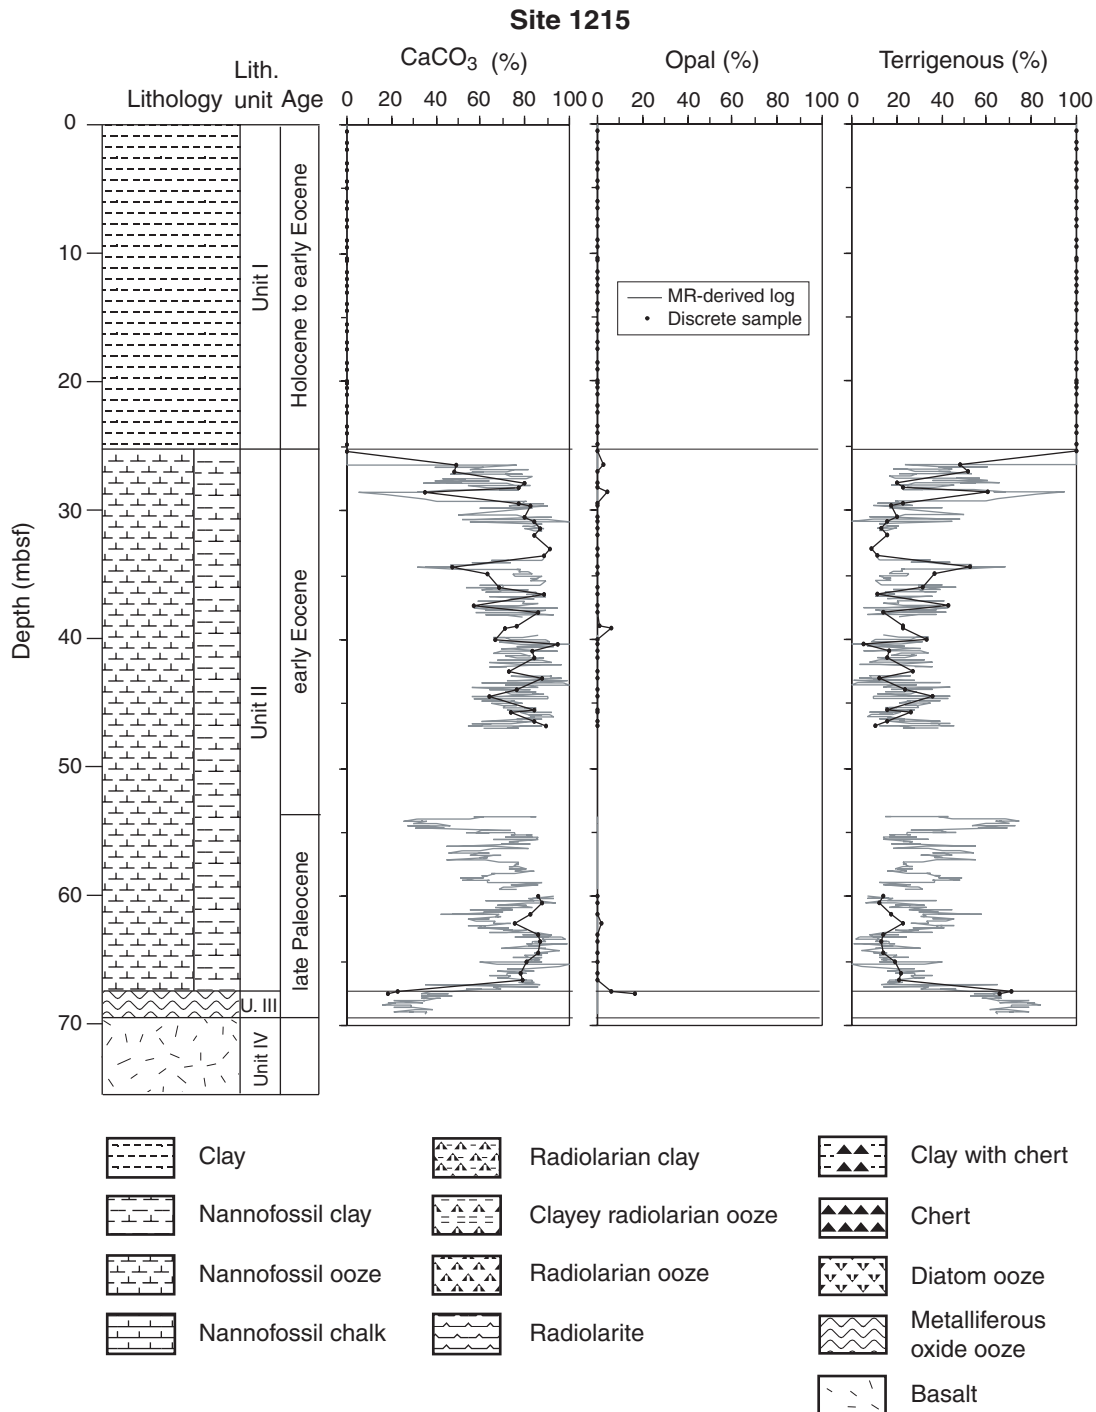 Site 1215
CaCO3 (%)
Opal (%)
Terrigenous (%)
Lithology
Lith. unit
Age
0 20 40 60 80 100
0 20 40 60 80 100
0 20 40 60 80 100
Depth (mbsf)
0
10
20
30
40
50
60
70
Unit I
Unit II
U. III
Unit IV
Holocene to early Eocene
early Eocene
late Paleocene
MR-derived log
Discrete sample
Clay
Nannofossil clay
Nannofossil ooze
Nannofossil chalk
Radiolarian clay
Clayey radiolarian ooze
Radiolarian ooze
Radiolarite
Clay with chert
Chert
Diatom ooze
Metalliferous
oxide ooze
Basalt